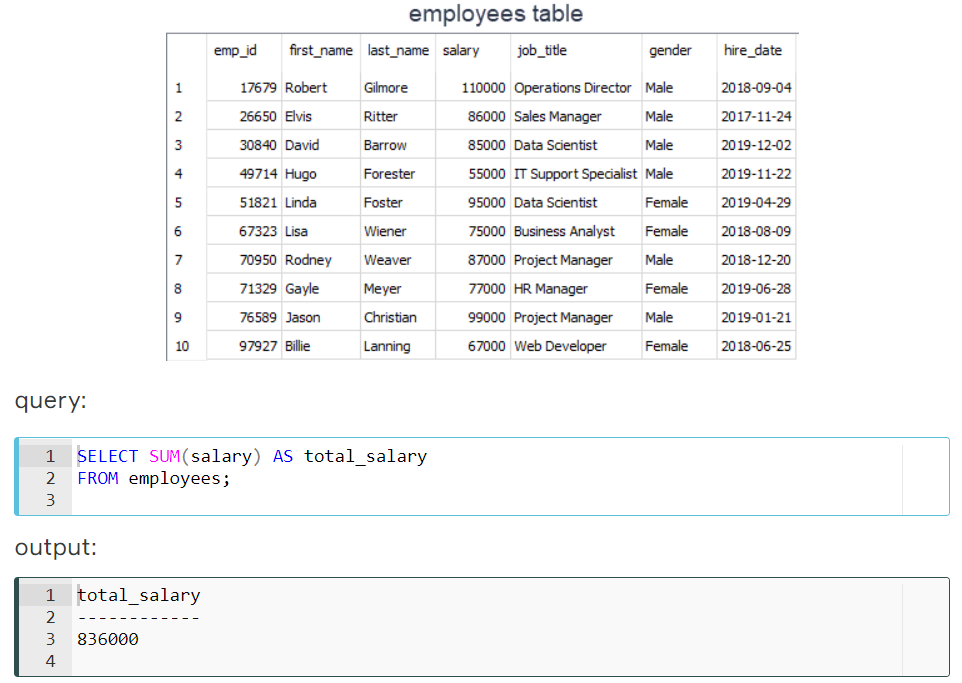 employees table
emp_id first_name last_name salary job_title gender hire_date
1 17679 Robert Gilmore 110000 Operations Director Male 2018-09-04
2 26650 Elvis Ritter 86000 Sales Manager Male 2017-11-24
3 30840 David Barrow 85000 Data Scientist Male 2019-12-02
4 49714 Hugo Forester 55000 IT Support Specialist Male 2019-11-22
5 51821 Linda Foster 95000 Data Scientist Female 2019-04-29
6 67323 Lisa Wiener 75000 Business Analyst Female 2018-08-09
7 70950 Rodney Weaver 87000 Project Manager Male 2018-12-20
8 71329 Gayle Meyer 77000 HR Manager Female 2019-06-28
9 76589 Jason Christian 99000 Project Manager Male 2019-01-21
10 97927 Billie Lanning 67000 Web Developer Female 2018-06-25
query:
1 SELECT SUM(salary) AS total_salary
2 FROM employees;
3
output:
1 total_salary
2 ------------
3 836000
4